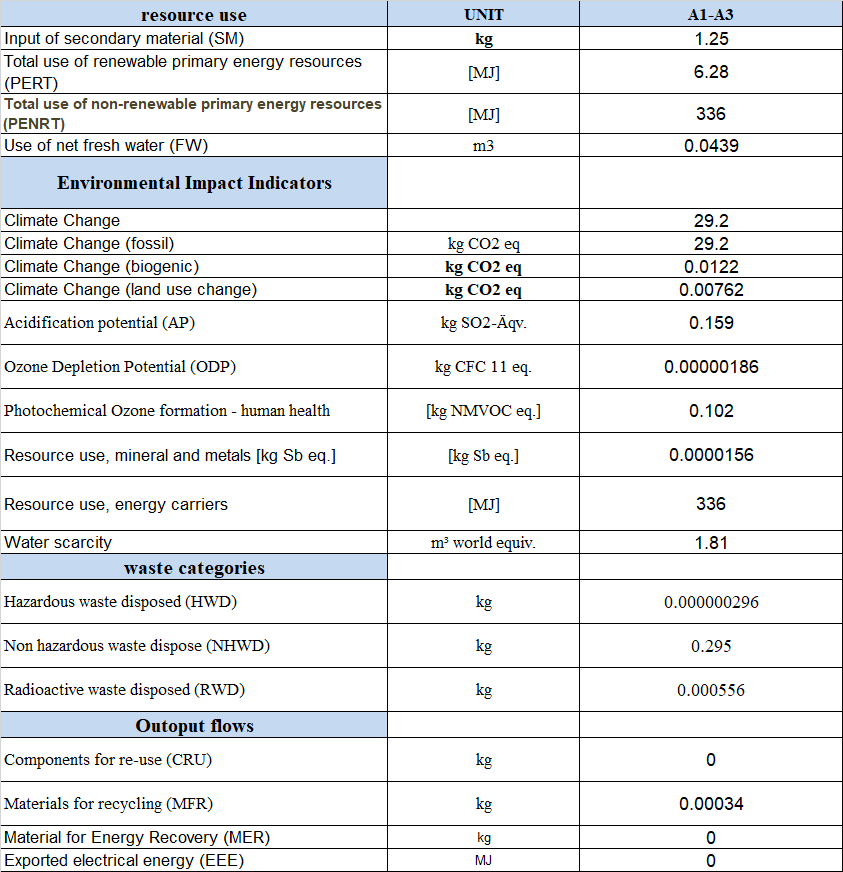 resource use UNIT A1-A3
Input of secondary material (SM) kg 1.25
Total use of renewable primary energy resources
(PERT) [MJ] 6.28
Total use of non-renewable primary energy resources
(PENRT) [MJ] 336
Use of net fresh water (FW) m3 0.0439
Environmental Impact Indicators
Climate Change 29.2
Climate Change (fossil) kg CO2 eq 29.2
Climate Change (biogenic) kg CO2 eq 0.0122
Climate Change (land use change) kg CO2 eq 0.00762
Acidification potential (AP) kg SO2-Äqv. 0.159
Ozone Depletion Potential (ODP) kg CFC 11 eq. 0.00000186
Photochemical Ozone formation - human health [kg NMVOC eq.] 0.102
Resource use, mineral and metals [kg Sb eq.] [kg Sb eq.] 0.0000156
Resource use, energy carriers [MJ] 336
Water scarcity m³ world equiv. 1.81
waste categories
Hazardous waste disposed (HWD) kg 0.000000296
Non hazardous waste dispose (NHWD) kg 0.295
Radioactive waste disposed (RWD) kg 0.000556
Outoput flows
Components for re-use (CRU) kg 0
Materials for recycling (MFR) kg 0.00034
Material for Energy Recovery (MER) kg 0
Exported electrical energy (EEE) MJ 0